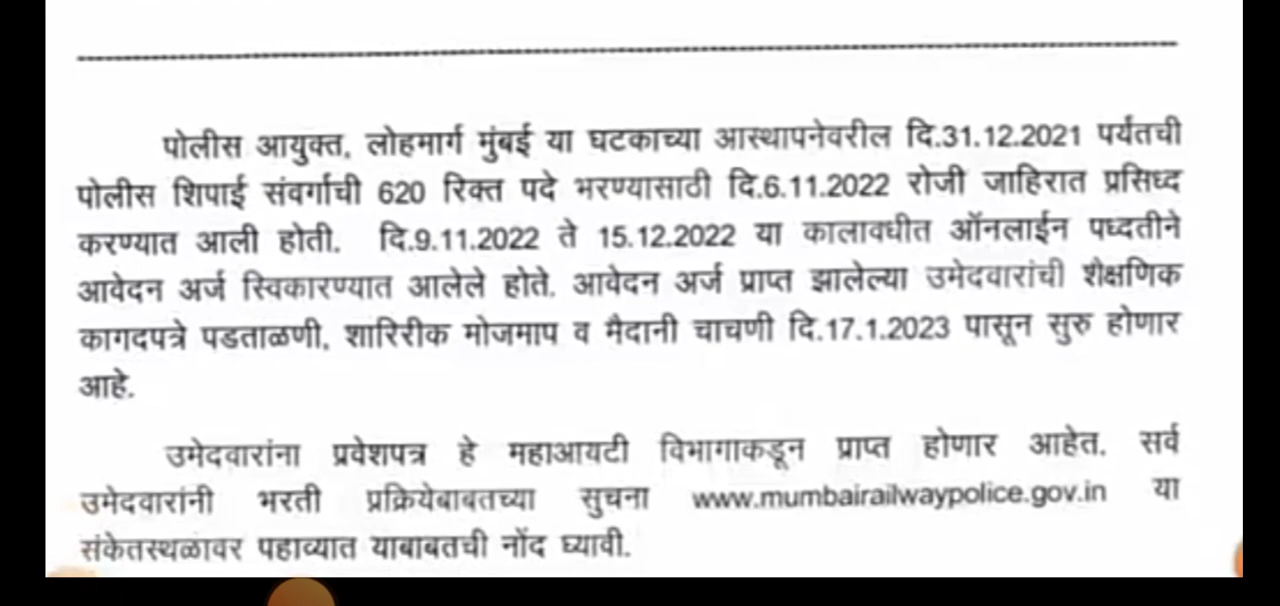 पोलीस आयुक्त, लोहमार्ग मुंबई या घटकाच्या आस्थापनेवरील दि.31.12.2021 पर्यंतची
पोलीस शिपाई संवर्गाची 620 रिक्त पदे भरण्यासाठी दि.6.11.2022 रोजी जाहिरात प्रसिध्द
करण्यात आली होती. दि.9.11.2022 ते 15.12.2022 या कालावधीत ऑनलाईन पध्दतीने
आवेदन अर्ज स्विकारण्यात आलेले होते. आवेदन अर्ज प्राप्त झालेल्या उमेदवारांची शैक्षणिक
कागदपत्रे पडताळणी, शारिरीक मोजमाप व मैदानी चाचणी दि.17.1.2023 पासून सुरु होणार
आहे.
उमेदवारांना प्रवेशपत्र हे महाआयटी विभागाकडून प्राप्त होणार आहेत. सर्व
उमेदवारांनी भरती प्रक्रियेबाबतच्या सुचना www.mumbairailwaypolice.gov.in या
संकेतस्थळावर पहाव्यात याबाबतची नोंद घ्यावी.